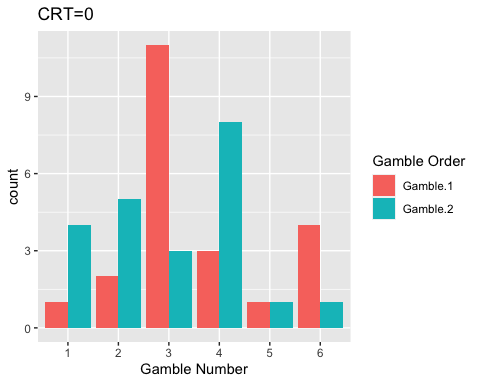 CRT=0
count
9
6
3
0
1 2 3 4 5 6
Gamble Number
Gamble Order
Gamble.1
Gamble.2